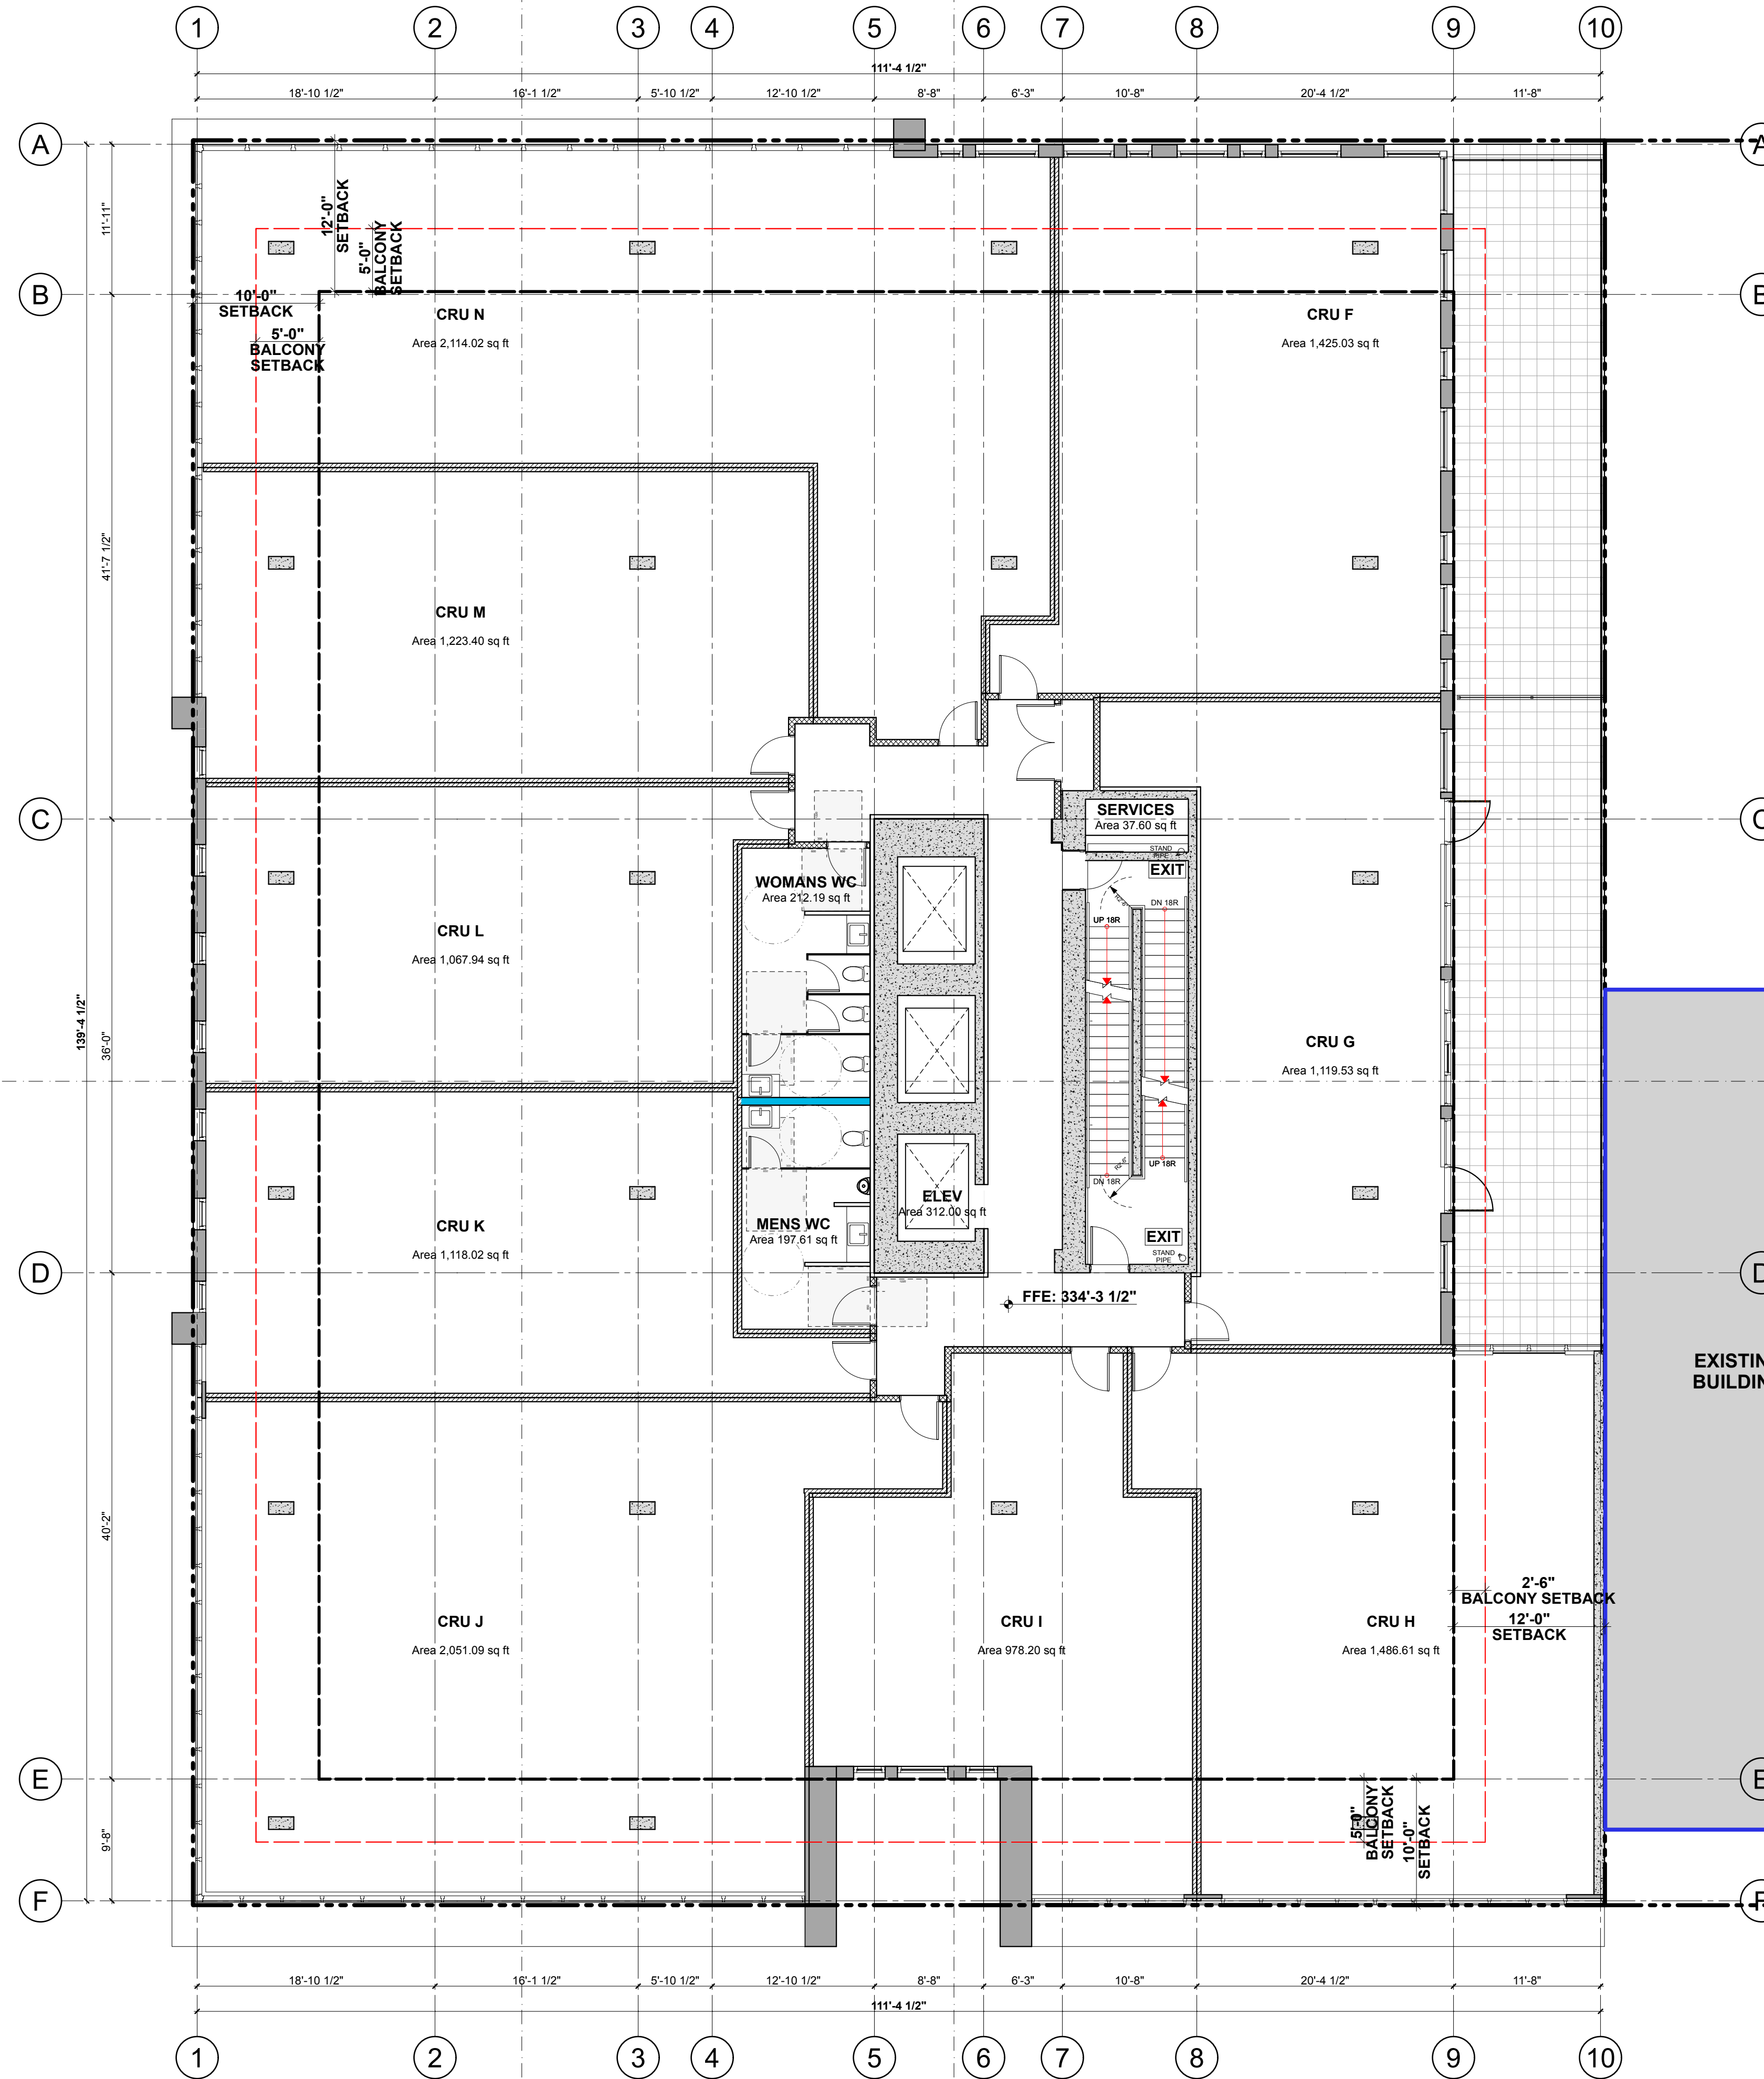 1 2 3 4 5 6 7 8 9 10
111'-4 1/2"
18'-10 1/2" 16'-1 1/2" 5'-10 1/2" 12'-10 1/2" 8'-8" 6'-3" 10'-8" 20'-4 1/2" 11'-8"
A A
11'-11"
12'-0"
SETBACK
5'-0"
BALCONY
SETBACK
B B
10'-0"
SETBACK
5'-0"
BALCONY
SETBACK
CRU N
Area 2,114.02 sq ft
CRU F
Area 1,425.03 sq ft
41'-7 1/2"
CRU M
Area 1,223.40 sq ft
C C
SERVICES
Area 37.60 sq ft
STAND
PIPE
EXIT
WOMANS WC
Area 212.19 sq ft
UP 18R
DN 18R
CRU L
Area 1,067.94 sq ft
139'-4 1/2"
36'-0"
CRU G
Area 1,119.53 sq ft
UP 18R
DN 18R
R2'-6"
ELEV
Area 312.00 sq ft
MENS WC
Area 197.61 sq ft
CRU K
Area 1,118.02 sq ft
EXIT
STAND
PIPE
D D
FFE: 334'-3 1/2"
EXISTIN
BUILDIN
40'-2"
2'-6"
BALCONY SETBACK
12'-0"
SETBACK
CRU J
Area 2,051.09 sq ft
CRU I
Area 978.20 sq ft
CRU H
Area 1,486.61 sq ft
E E
5'-0"
BALCONY
SETBACK
10'-0"
SETBACK
9'-8"
F F
18'-10 1/2" 16'-1 1/2" 5'-10 1/2" 12'-10 1/2" 8'-8" 6'-3" 10'-8" 20'-4 1/2" 11'-8"
111'-4 1/2"
1 2 3 4 5 6 7 8 9 10